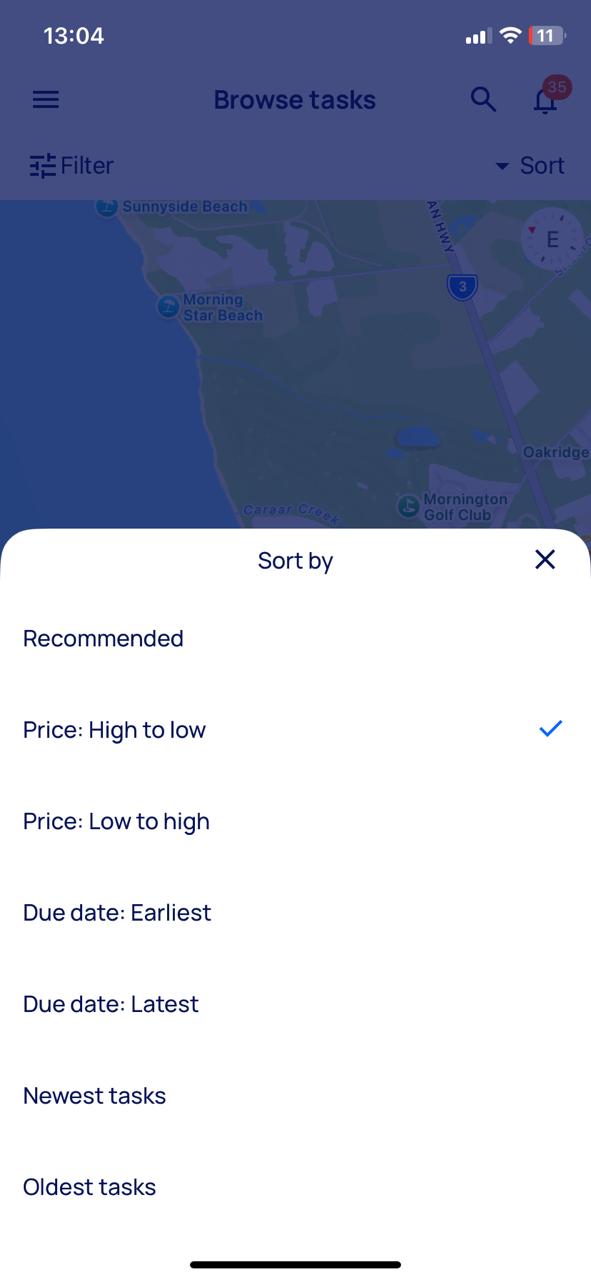 13:04
11
Browse tasks
35
Filter
Sort
Sunnyside Beach
AN HWY
E
3
Morning
Star Beach
Oakridge
Mornington
Golf Club
Caraar Creek
Sort by
Recommended
Price: High to low
Price: Low to high
Due date: Earliest
Due date: Latest
Newest tasks
Oldest tasks